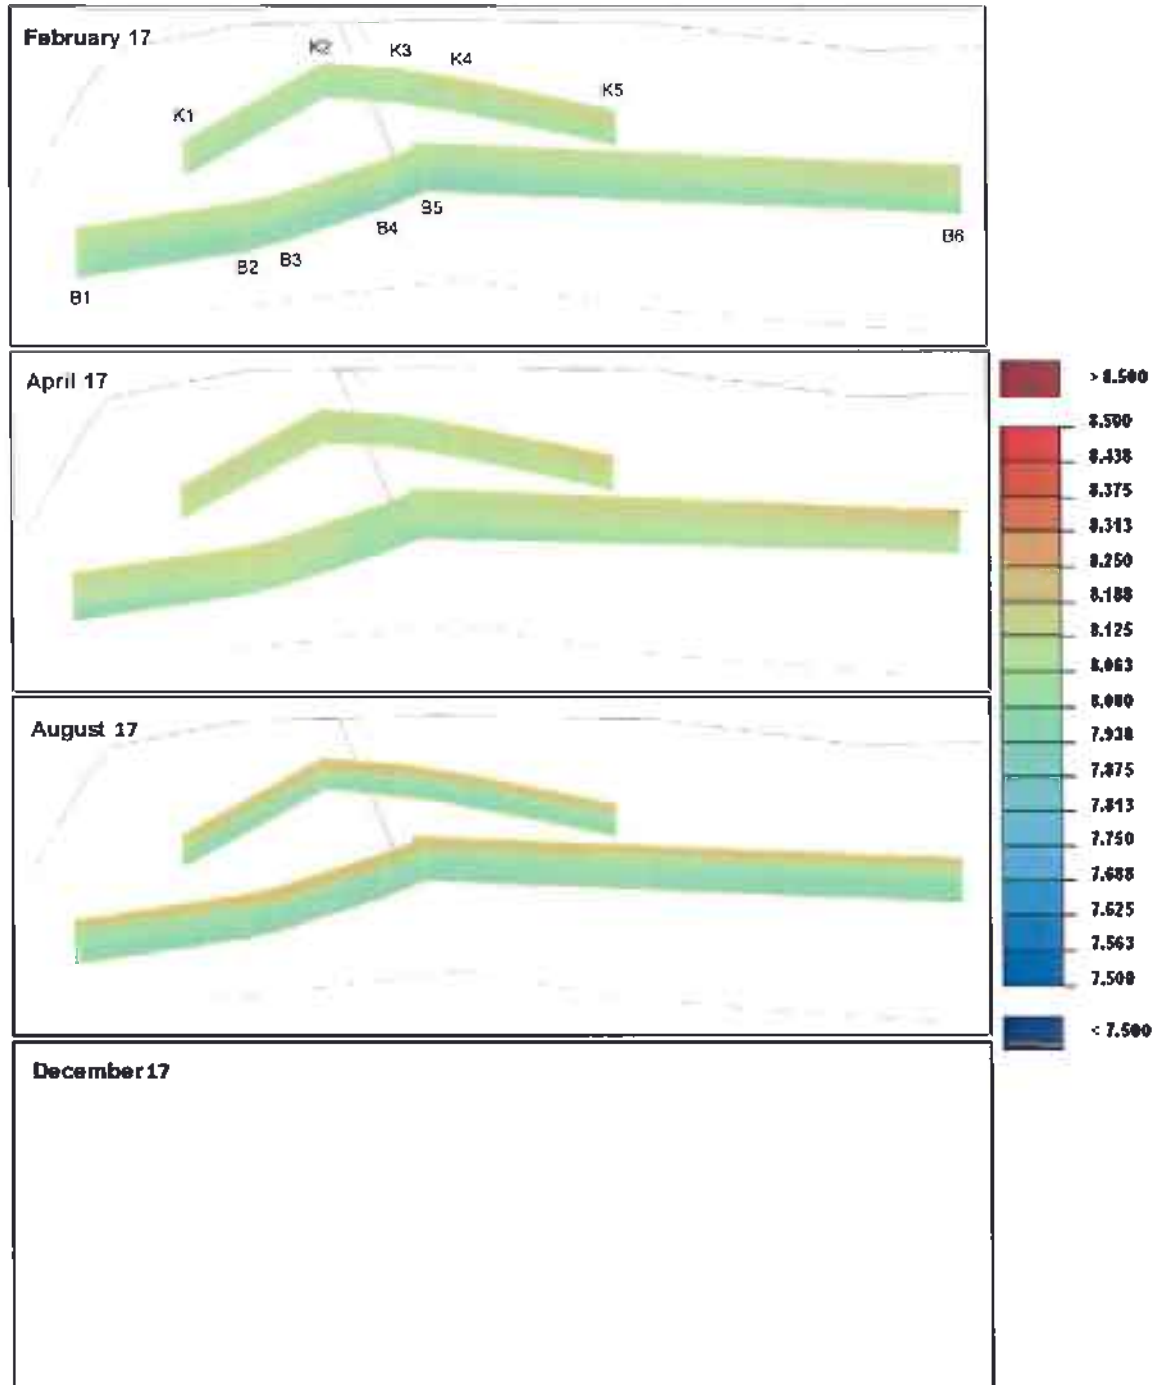 February 17
K1
K2
K3
K4
K5
B1
B2
B3
B4
B5
B6
April 17
August 17
December 17
> 8.500
8.500
8.438
8.375
8.313
8.250
8.188
8.125
8.063
8.000
7.938
7.875
7.813
7.750
7.688
7.625
7.563
7.500
< 7.500